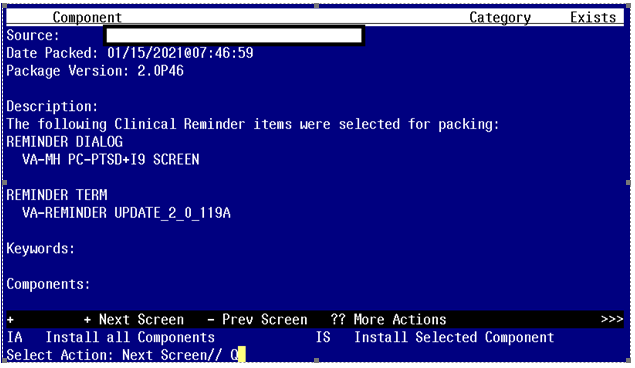 Component Category Exists
Source:
Date Packed: 01/15/2021@07:46:59
Package Version: 2.0P46
Description:
The following Clinical Reminder items were selected for packing:
REMINDER DIALOG
VA-MH PC-PTSD+I9 SCREEN
REMINDER TERM
VA-REMINDER UPDATE_2_0_119A
Keywords:
Components:
+ + Next Screen - Prev Screen ?? More Actions >>>
IA Install all Components IS Install Selected Component
Select Action: Next Screen// Q